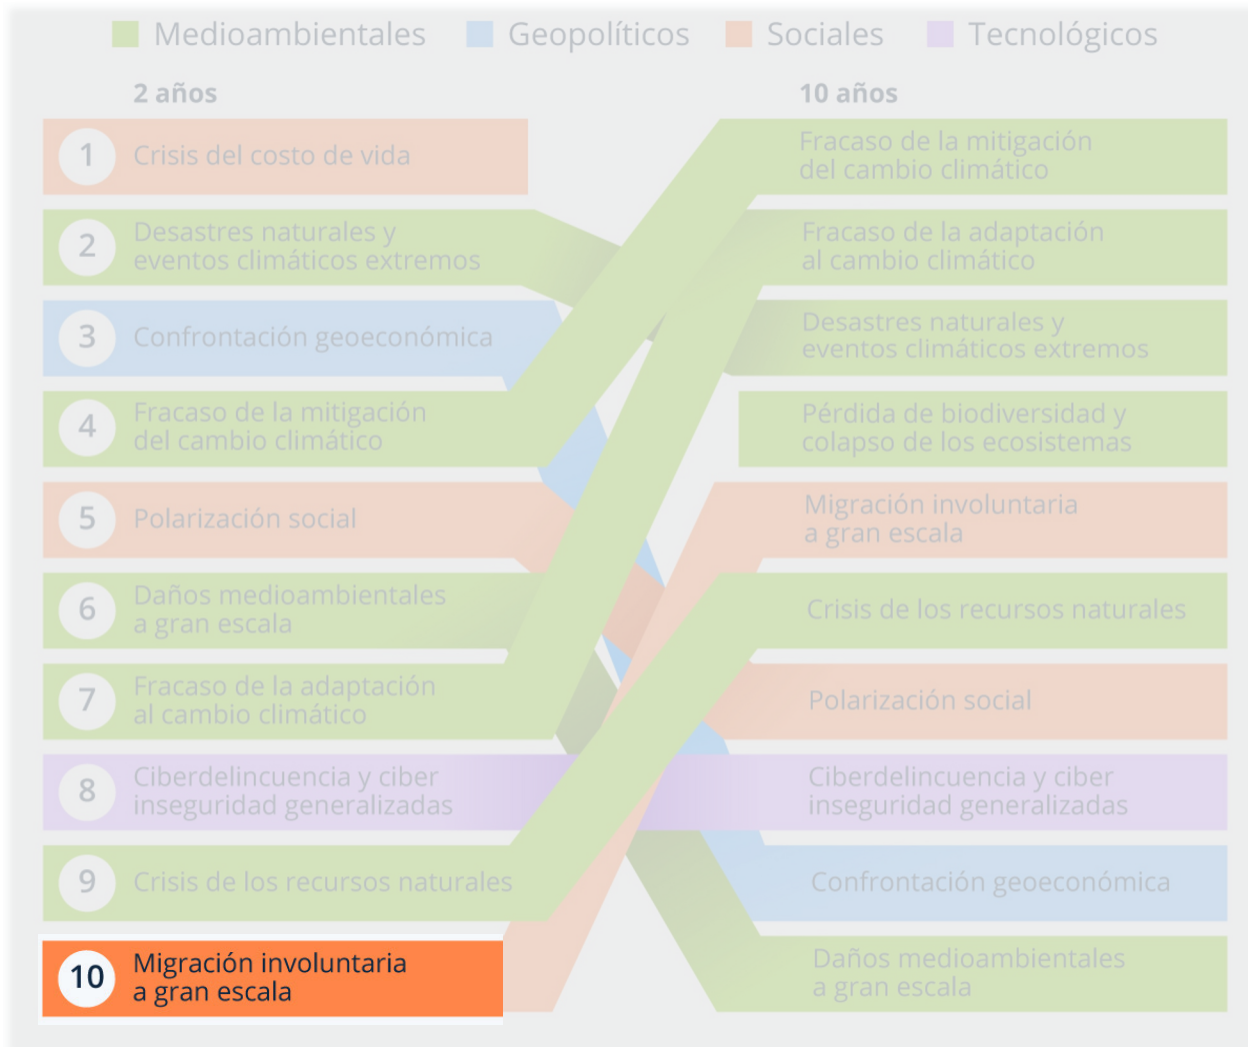 Medioambientales Geopolíticos Sociales Tecnológicos
2 años
1 Crisis del costo de vida
2 Desastres naturales y
eventos climáticos extremos
3 Confrontación geoeconómica
4 Fracaso de la mitigación
del cambio climático
5 Polarización social
6 Daños medioambientales
a gran escala
7 Fracaso de la adaptación
al cambio climático
8 Ciberdelincuencia y ciber
inseguridad generalizadas
9 Crisis de los recursos naturales
10 Migración involuntaria
a gran escala
10 años
Fracaso de la mitigación
del cambio climático
Fracaso de la adaptación
al cambio climático
Desastres naturales y
eventos climáticos extremos
Pérdida de biodiversidad y
colapso de los ecosistemas
Migración involuntaria
a gran escala
Crisis de los recursos naturales
Polarización social
Ciberdelincuencia y ciber
inseguridad generalizadas
Confrontación geoeconómica
Daños medioambientales
a gran escala